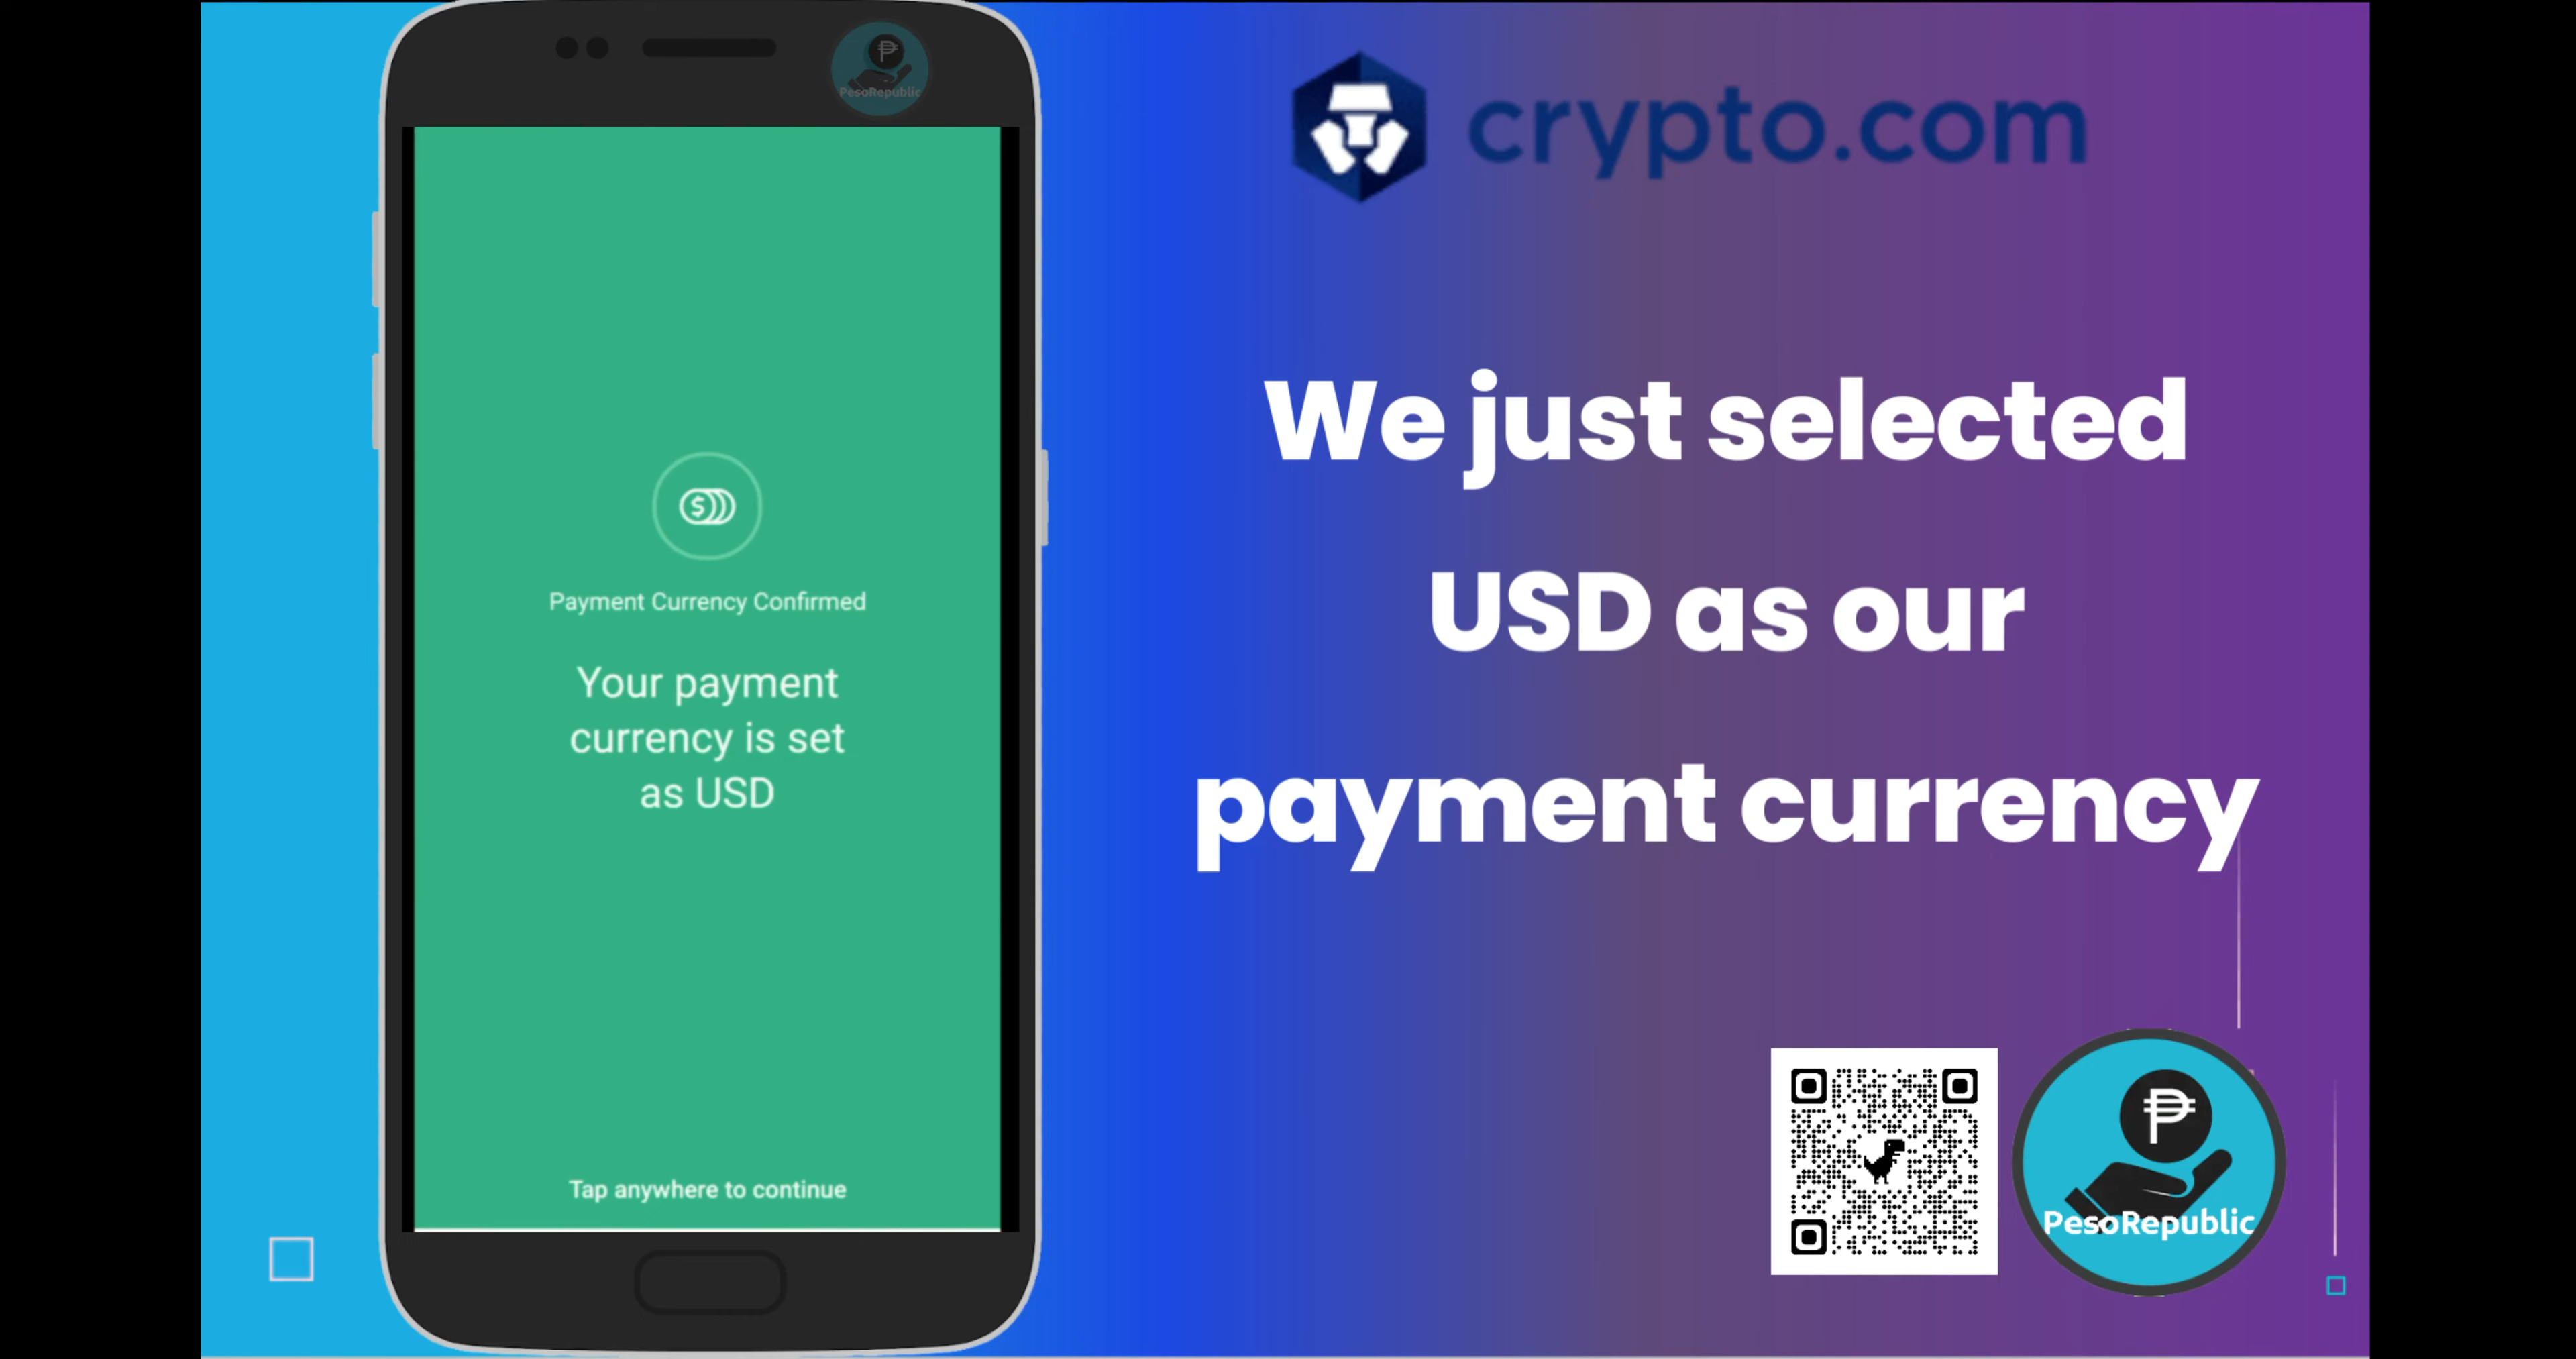 PesoRepublic
Payment Currency Confirmed
Your payment
currency is set
as USD
Tap anywhere to continue
crypto.com
We just selected
USD as our
payment currency
PesoRepublic